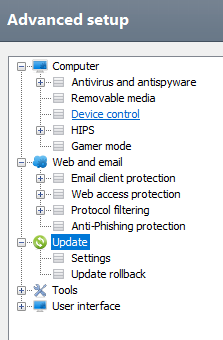 Advanced setup
Computer
Antivirus and antispyware
Removable media
Device control
HIPS
Gamer mode
Web and email
Email client protection
Web access protection
Protocol filtering
Anti-Phishing protection
Update
Settings
Update rollback
Tools
User interface